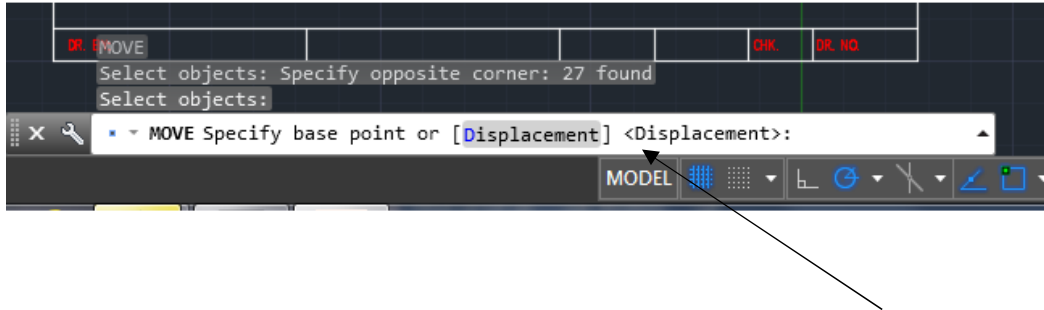 DR. B MOVE CHK. DR. NO.
Select objects: Specify opposite corner: 27 found
Select objects:
MOVE Specify base point or [Displacement] <Displacement>:
MODEL